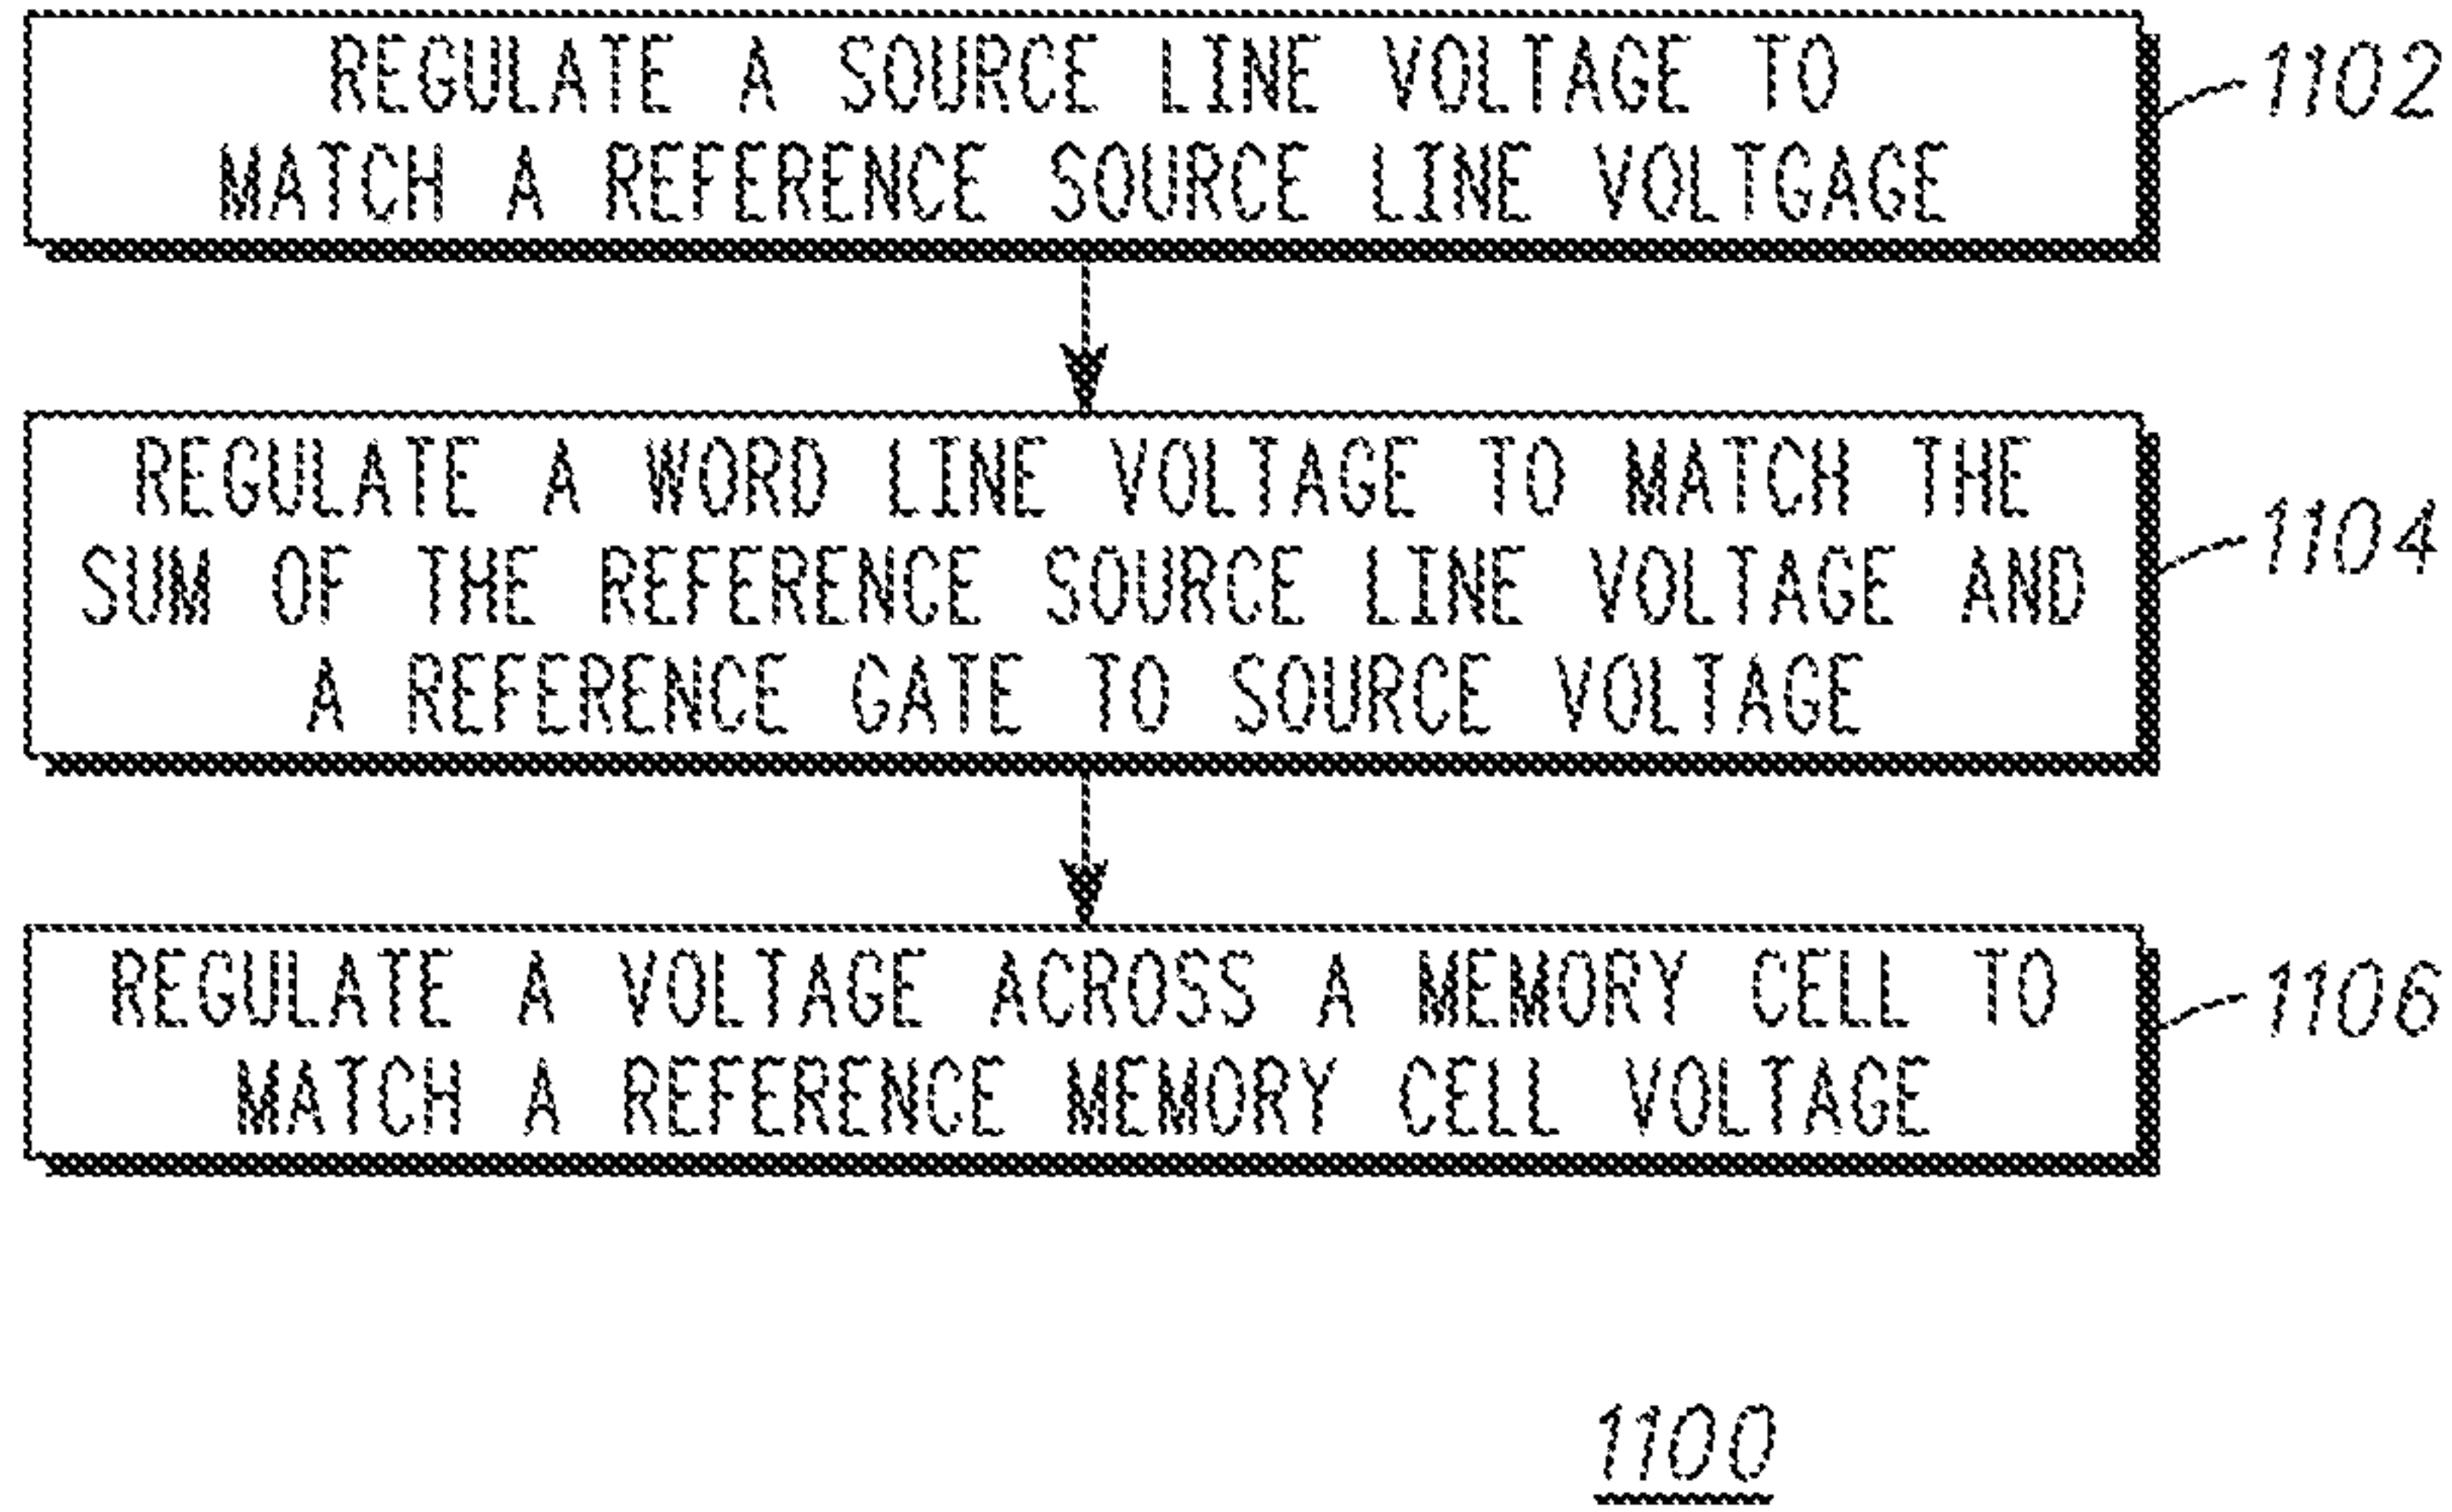 REGULATE A SOURCE LINE VOLTAGE TO
MATCH A REFERENCE SOURCE LINE VOLTGAGE
1102
REGULATE A WORD LINE VOLTAGE TO MATCH THE
SUM OF THE REFERENCE SOURCE LINE VOLTAGE AND
A REFERENCE GATE TO SOURCE VOLTAGE
1104
REGULATE A VOLTAGE ACROSS A MEMORY CELL TO
MATCH A REFERENCE MEMORY CELL VOLTAGE
1106
1100